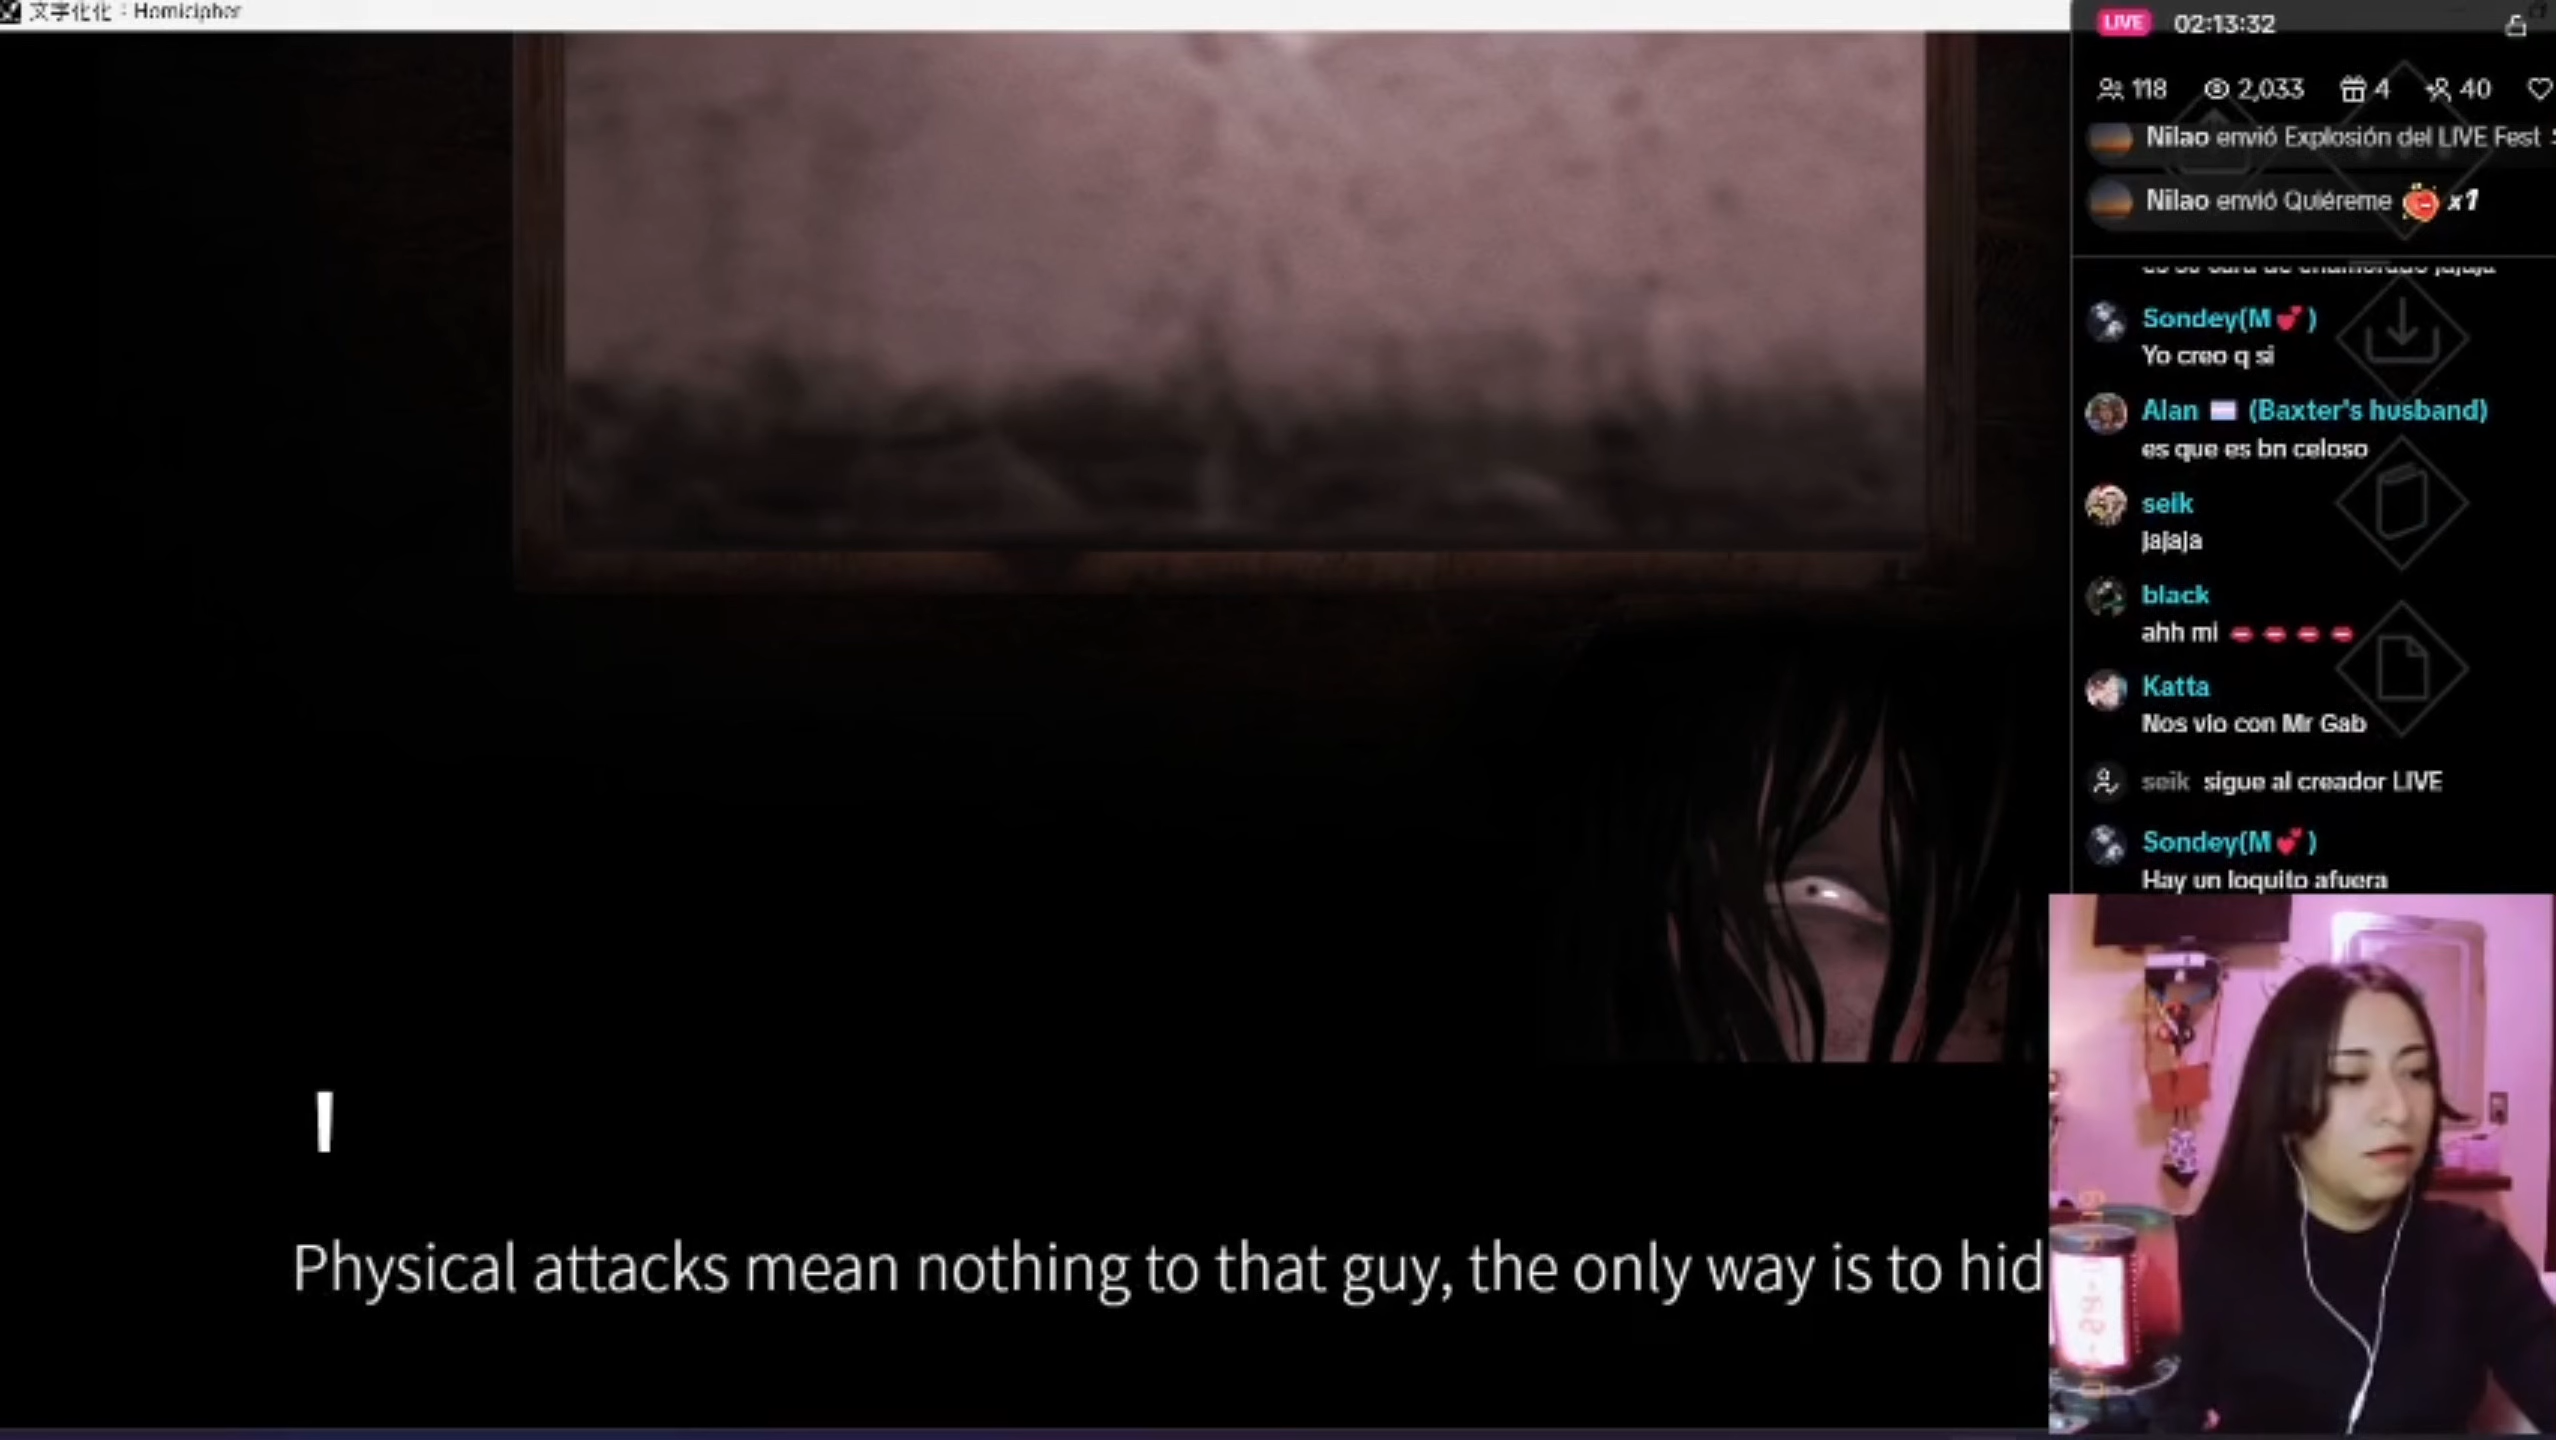 文字化化：Homicipher
LIVE 02:13:32
118 2,033 4 40
Nilao envió Explosión del LIVE Fest
Nilao envió Quiéreme x1
Sondey(M💕)
Yo creo q si
Alan (Baxter's husband)
es que es bn celoso
seik
jajaja
black
ahh mi
Katta
Nos vio con Mr Gab
seik sigue al creador LIVE
Sondey(M💕)
Hay un loquito afuera
I
Physical attacks mean nothing to that guy, the only way is to hid